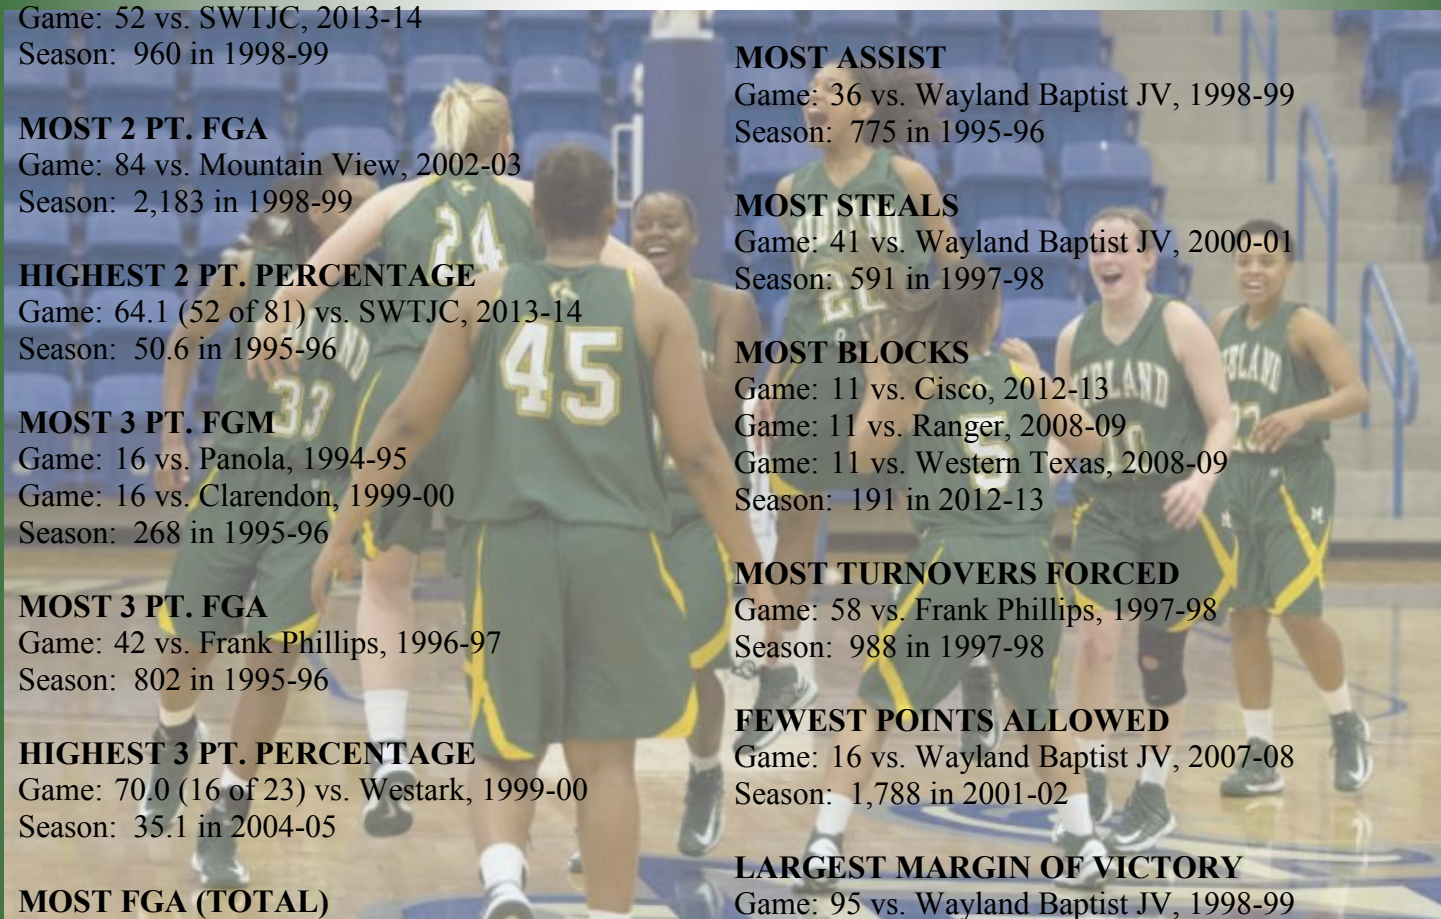 Game: 52 vs. SWTJC, 2013-14
Season: 960 in 1998-99
MOST 2 PT. FGA
Game: 84 vs. Mountain View, 2002-03
Season: 2,183 in 1998-99
HIGHEST 2 PT. PERCENTAGE
Game: 64.1 (52 of 81) vs. SWTJC, 2013-14
Season: 50.6 in 1995-96
MOST 3 PT. FGM
Game: 16 vs. Panola, 1994-95
Game: 16 vs. Clarendon, 1999-00
Season: 268 in 1995-96
MOST 3 PT. FGA
Game: 42 vs. Frank Phillips, 1996-97
Season: 802 in 1995-96
HIGHEST 3 PT. PERCENTAGE
Game: 70.0 (16 of 23) vs. Westark, 1999-00
Season: 35.1 in 2004-05
MOST FGA (TOTAL)
MOST ASSIST
Game: 36 vs. Wayland Baptist JV, 1998-99
Season: 775 in 1995-96
MOST STEALS
Game: 41 vs. Wayland Baptist JV, 2000-01
Season: 591 in 1997-98
MOST BLOCKS
Game: 11 vs. Cisco, 2012-13
Game: 11 vs. Ranger, 2008-09
Game: 11 vs. Western Texas, 2008-09
Season: 191 in 2012-13
MOST TURNOVERS FORCED
Game: 58 vs. Frank Phillips, 1997-98
Season: 988 in 1997-98
FEWEST POINTS ALLOWED
Game: 16 vs. Wayland Baptist JV, 2007-08
Season: 1,788 in 2001-02
LARGEST MARGIN OF VICTORY
Game: 95 vs. Wayland Baptist JV, 1998-99
24
45
33
5